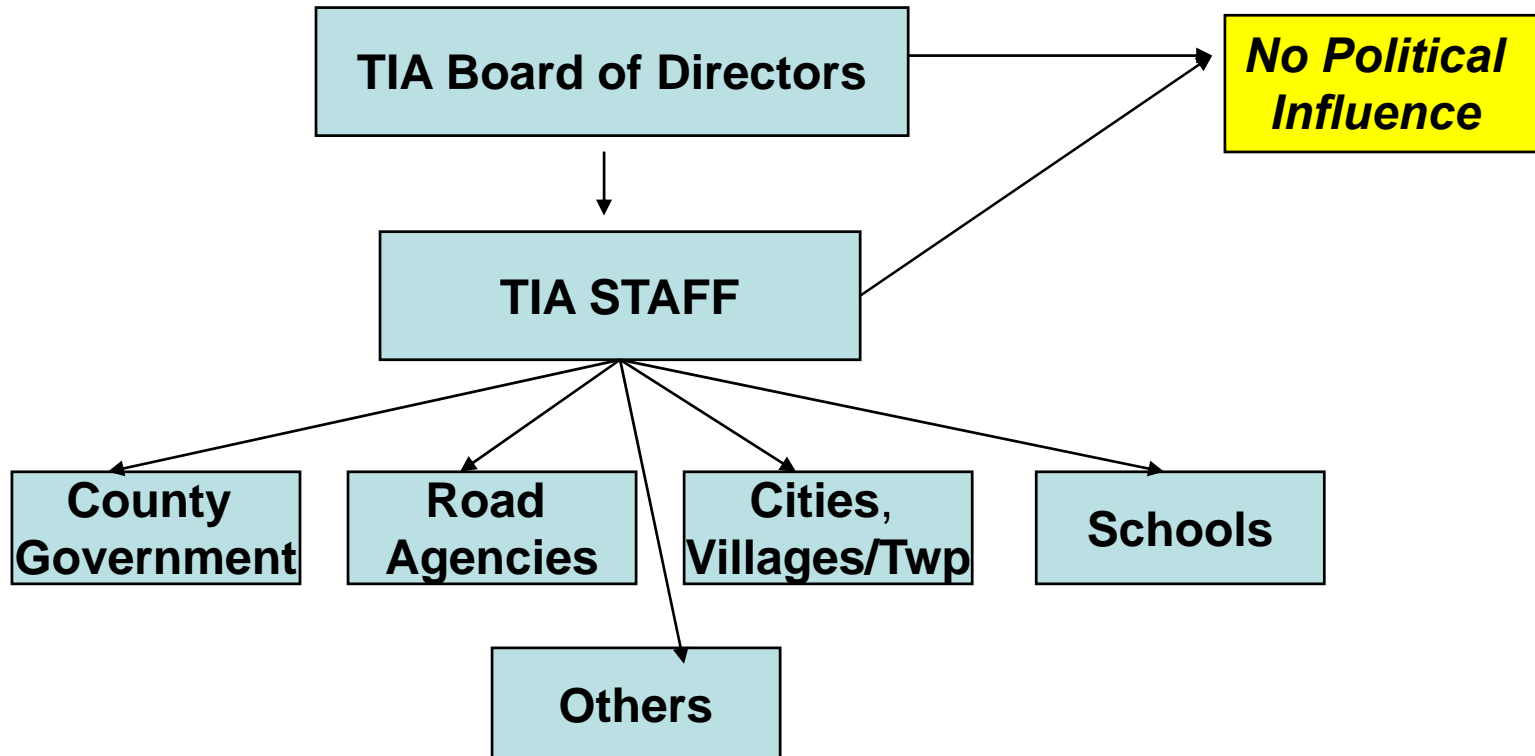 TIA Board of Directors
No Political
Influence
TIA STAFF
County
Government
Road
Agencies
Cities,
Villages/Twp
Schools
Others